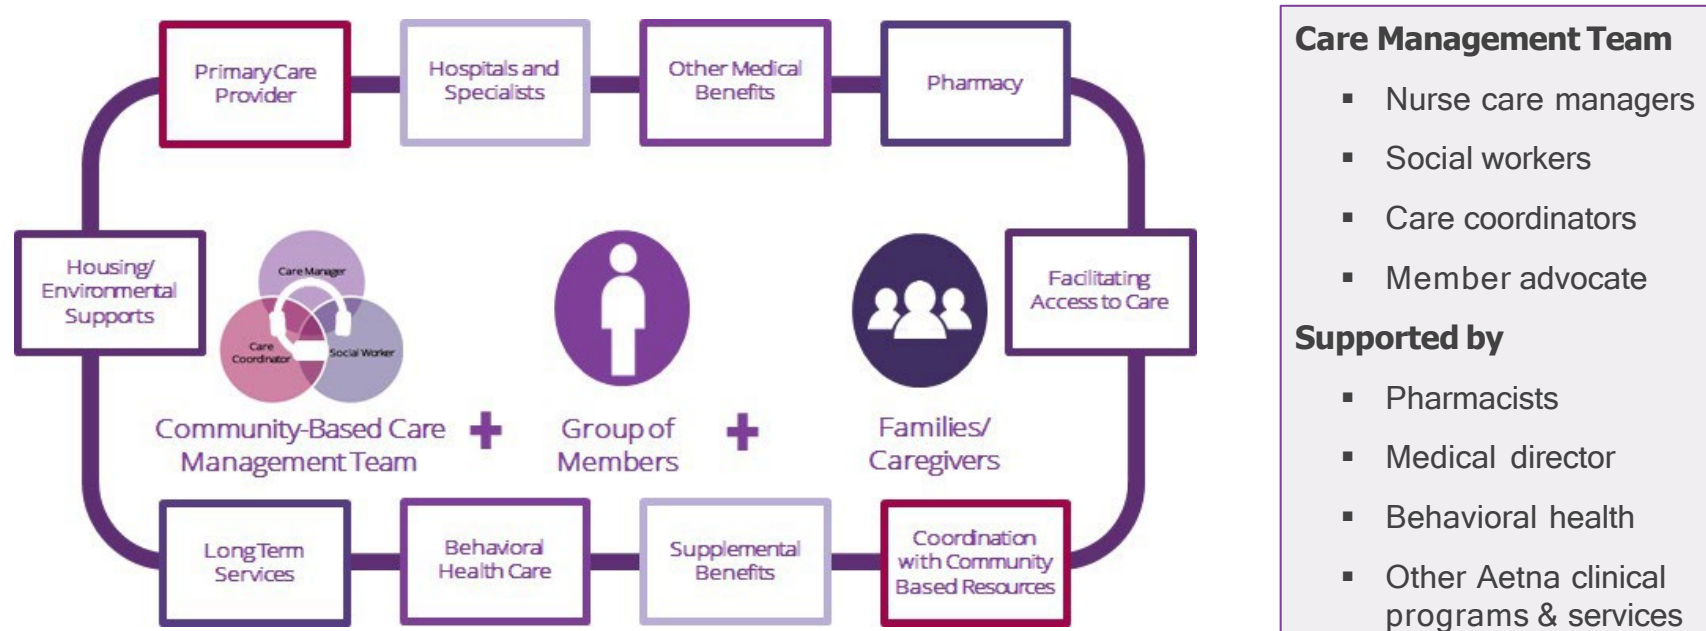 Primary Care
Provider
Hospitals and
Specialists
Other Medical
Benefits
Pharmacy
Housing/
Environmental
Supports
Care Manager
Care
Coordinator
Social Worker
Facilitating
Access to Care
Community-Based Care
Management Team
+
Group of
Members
+
Families/
Caregivers
Long Term
Services
Behavioral
Health Care
Supplemental
Benefits
Coordination
with Community
Based Resources
Care Management Team
▪ Nurse care managers
▪ Social workers
▪ Care coordinators
▪ Member advocate
Supported by
▪ Pharmacists
▪ Medical director
▪ Behavioral health
▪ Other Aetna clinical
programs & services